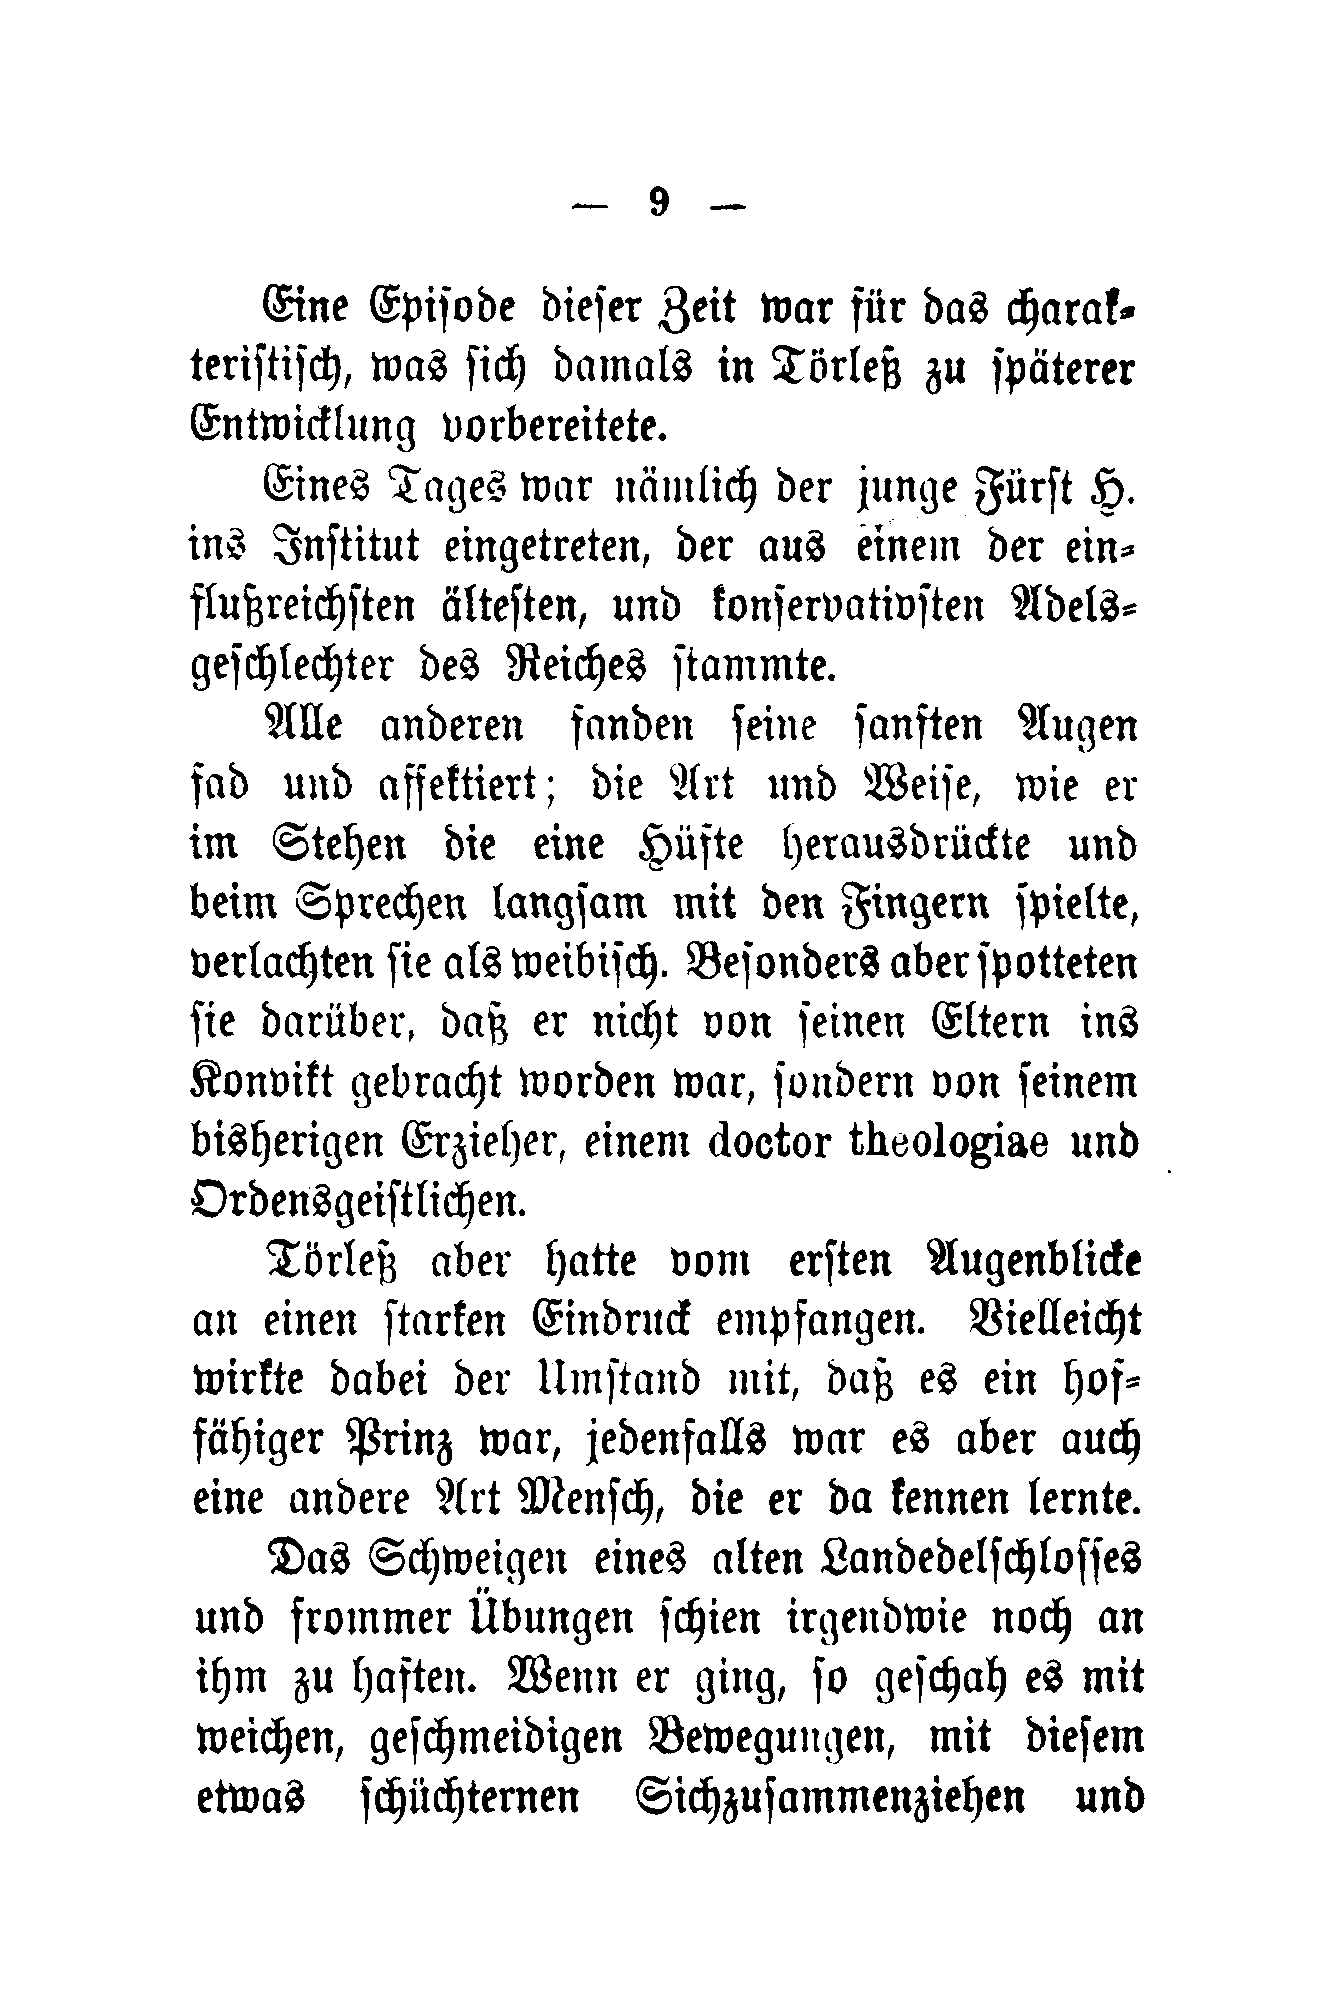 — 9 —
Eine Episode dieser Zeit war für das charak-
teristisch, was sich damals in Törleß zu späterer
Entwicklung vorbereitete.
Eines Tages war nämlich der junge Fürst H.
ins Institut eingetreten, der aus einem der ein-
flußreichsten ältesten, und konservativsten Adels-
geschlechter des Reiches stammte.
Alle anderen fanden seine sanften Augen
fad und affektiert; die Art und Weise, wie er
im Stehen die eine Hüfte herausdrückte und
beim Sprechen langsam mit den Fingern spielte,
verlachten sie als weibisch. Besonders aber spotteten
sie darüber, daß er nicht von seinen Eltern ins
Konvikt gebracht worden war, sondern von seinem
bisherigen Erzieher, einem doctor theologiae und
Ordensgeistlichen.
Törleß aber hatte vom ersten Augenblicke
an einen starken Eindruck empfangen. Vielleicht
wirkte dabei der Umstand mit, daß es ein hof-
fähiger Prinz war, jedenfalls war es aber auch
eine andere Art Mensch, die er da kennen lernte.
Das Schweigen eines alten Landedelschlosses
und frommer Übungen schien irgendwie noch an
ihm zu haften. Wenn er ging, so geschah es mit
weichen, geschmeidigen Bewegungen, mit diesem
etwas schüchternen Sichzusammenziehen und